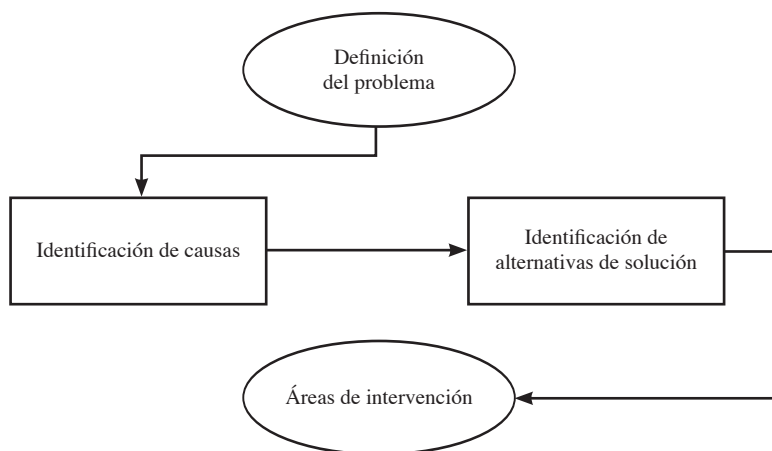 Definición
del problema
Identificación de causas
Identificación de
alternativas de solución
Áreas de intervención